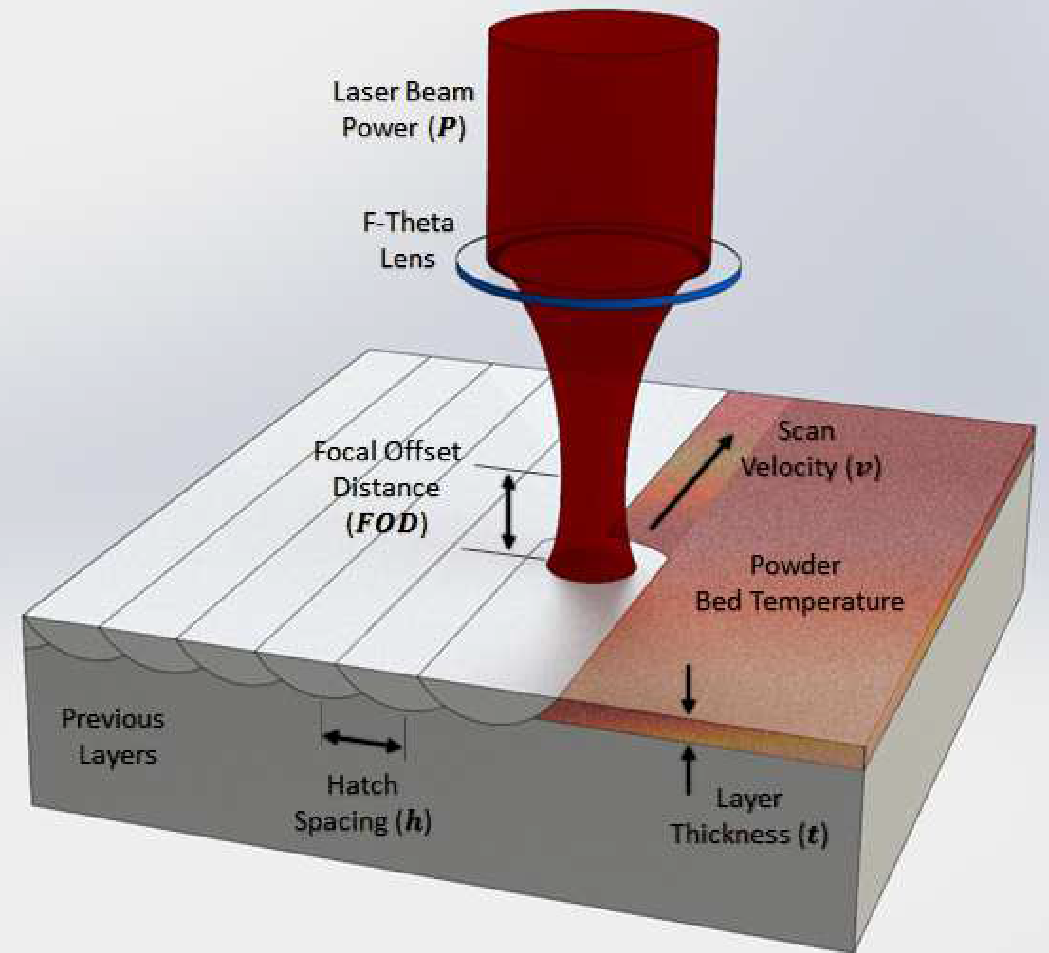 Laser Beam
Power (P)
F-Theta
Lens
Focal Offset
Distance
(FOD)
Scan
Velocity (v)
Powder
Bed Temperature
Previous
Layers
Hatch
Spacing (h)
Layer
Thickness (t)